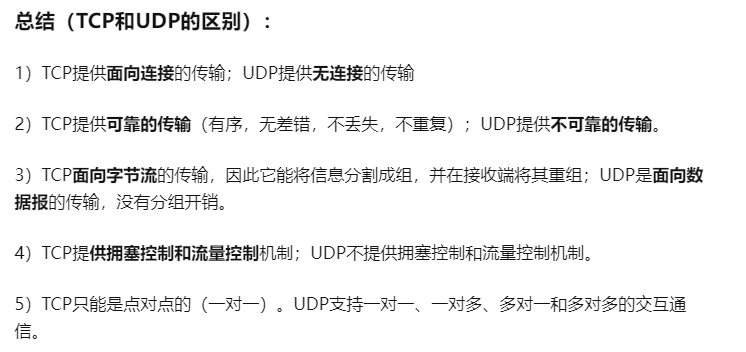 总结（TCP和UDP的区别）：
1）TCP提供面向连接的传输；UDP提供无连接的传输
2）TCP提供可靠的传输（有序，无差错，不丢失，不重复）；UDP提供不可靠的传输。
3）TCP面向字节流的传输，因此它能将信息分割成组，并在接收端将其重组；UDP是面向数
据报的传输，没有分组开销。
4）TCP提供拥塞控制和流量控制机制；UDP不提供拥塞控制和流量控制机制。
5）TCP只能是点对点的（一对一）。UDP支持一对一、一对多、多对一和多对多的交互通
信。